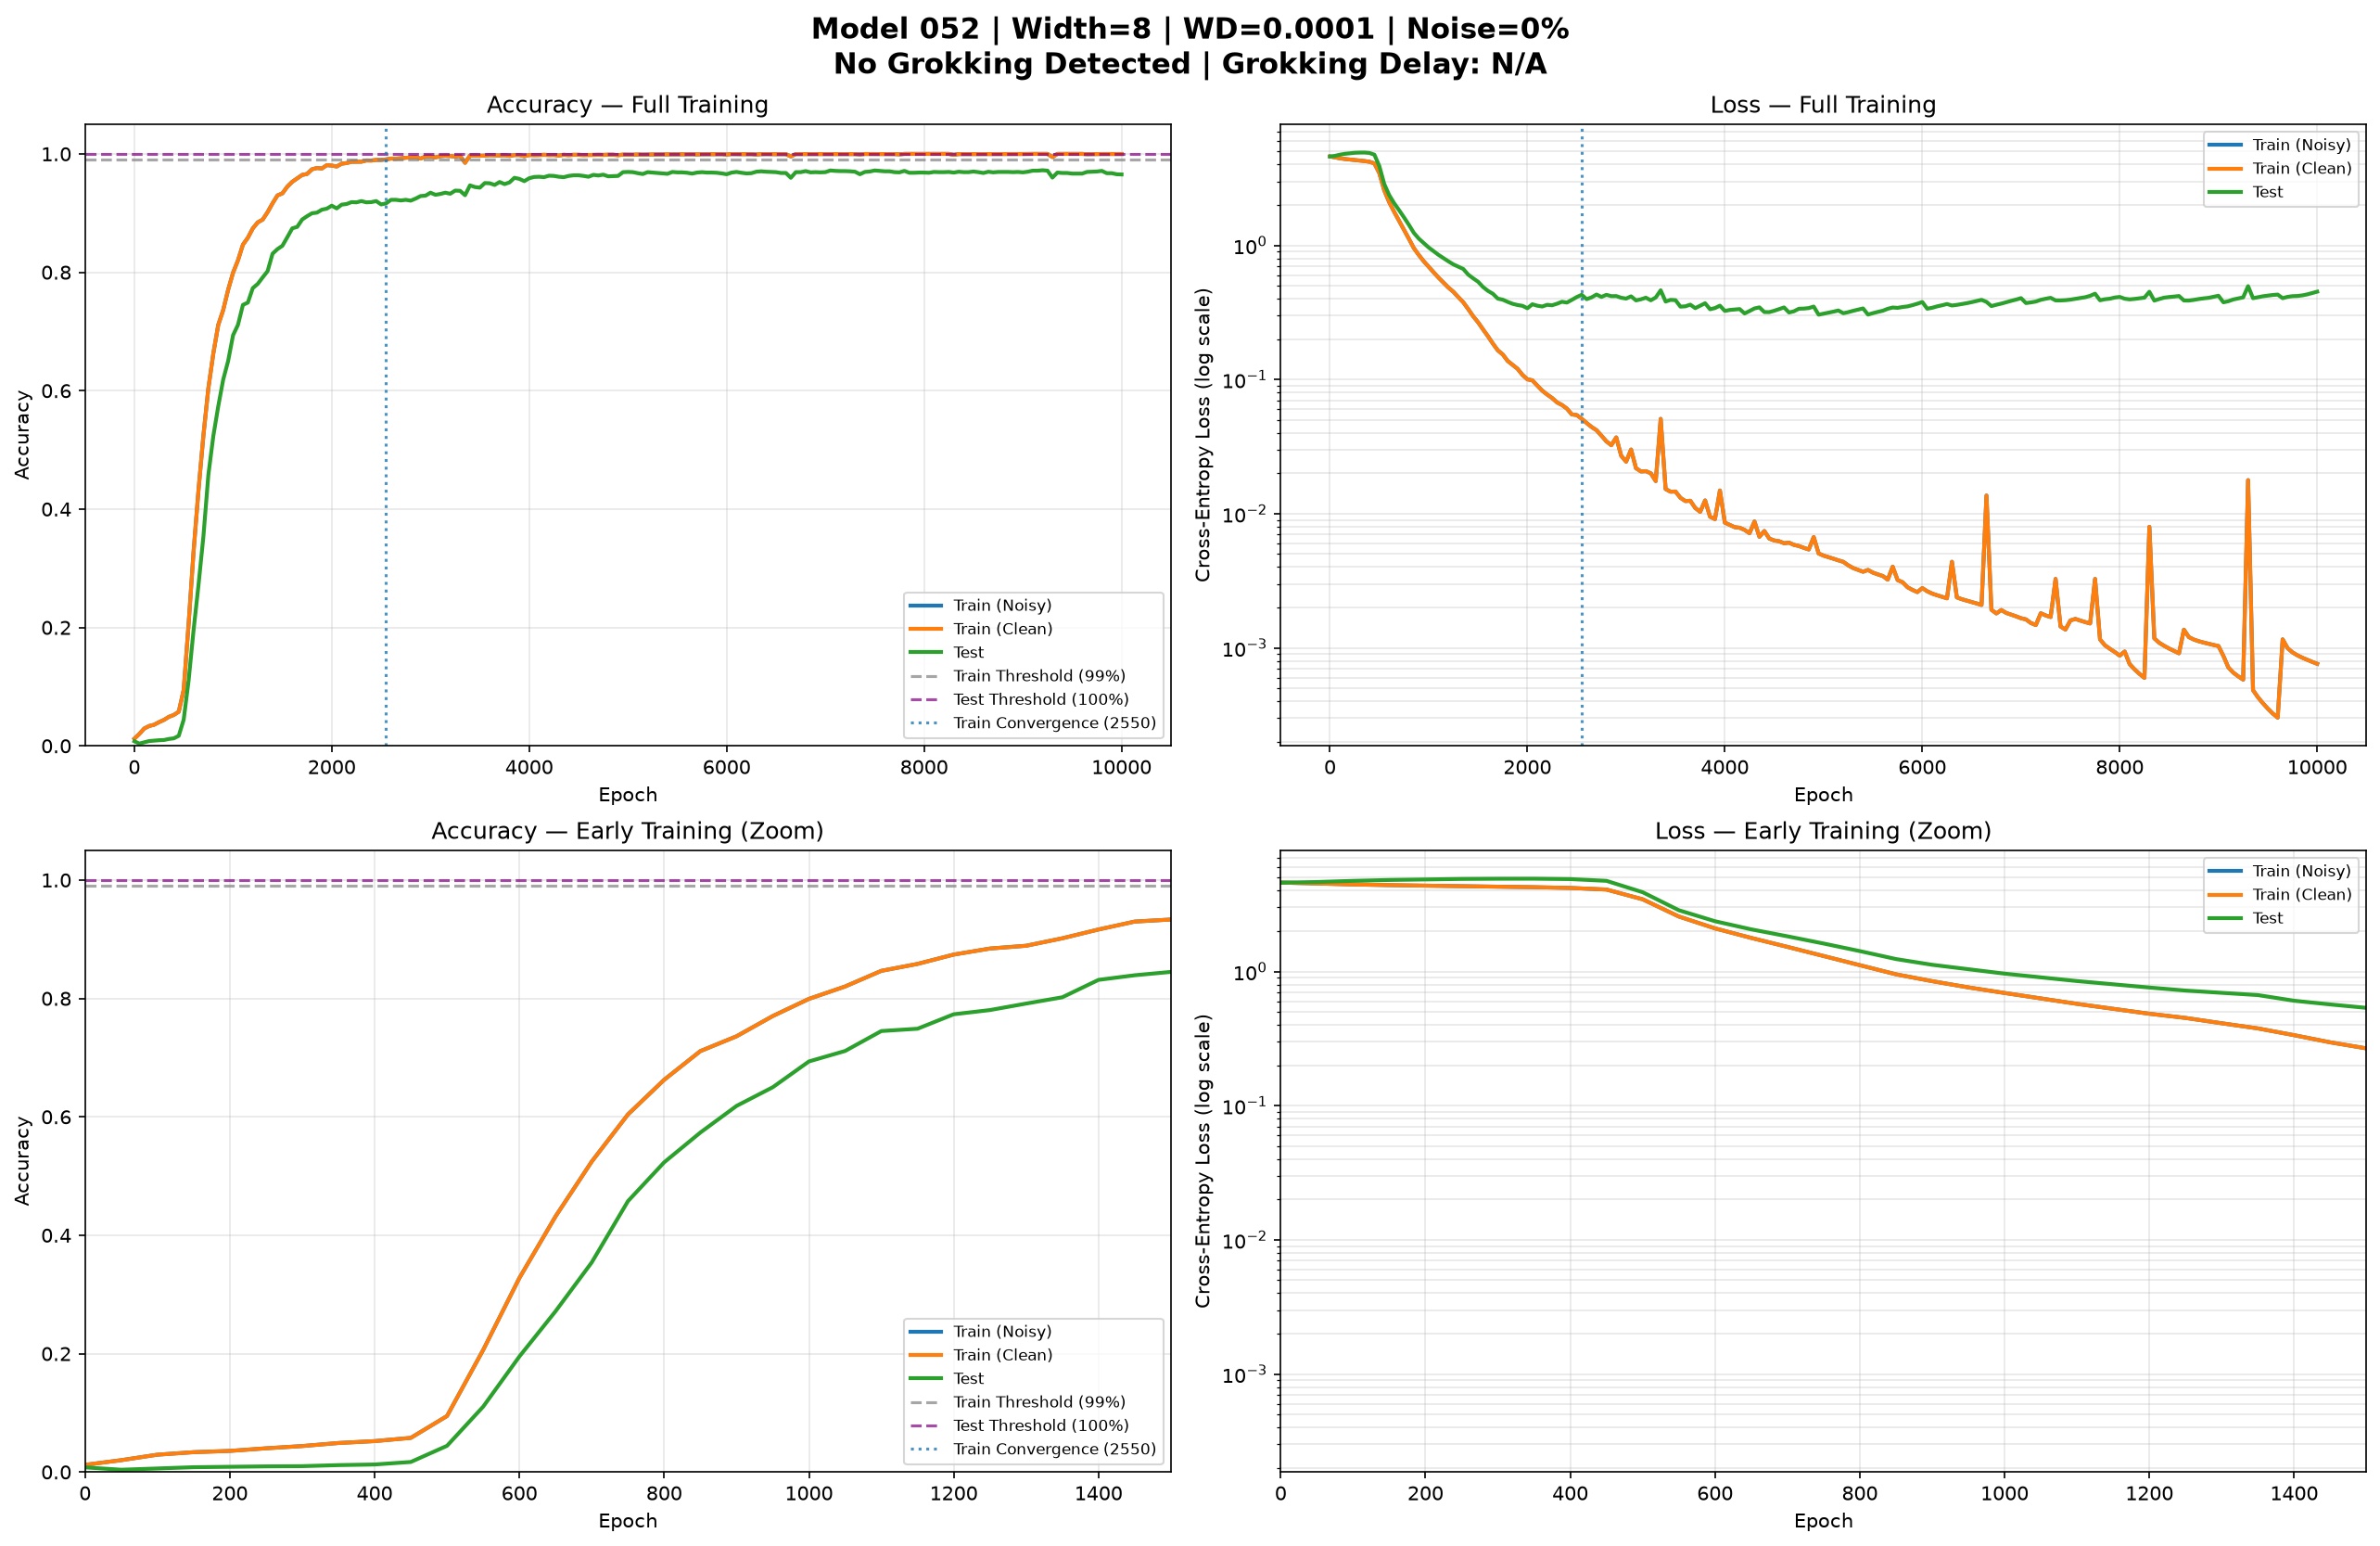 Model 052 | Width=8 | WD=0.0001 | Noise=0%
No Grokking Detected | Grokking Delay: N/A
Accuracy — Full Training
Accuracy
1.0
0.8
0.6
0.4
0.2
0.0
0 2000 4000 6000 8000 10000
Epoch
Train (Noisy)
Train (Clean)
Test
Train Threshold (99%)
Test Threshold (100%)
Train Convergence (2550)
Loss — Full Training
Cross-Entropy Loss (log scale)
10⁰
10⁻¹
10⁻²
10⁻³
0 2000 4000 6000 8000 10000
Epoch
Train (Noisy)
Train (Clean)
Test
Accuracy — Early Training (Zoom)
Accuracy
1.0
0.8
0.6
0.4
0.2
0.0
0 200 400 600 800 1000 1200 1400
Epoch
Train (Noisy)
Train (Clean)
Test
Train Threshold (99%)
Test Threshold (100%)
Train Convergence (2550)
Loss — Early Training (Zoom)
Cross-Entropy Loss (log scale)
10⁰
10⁻¹
10⁻²
10⁻³
0 200 400 600 800 1000 1200 1400
Epoch
Train (Noisy)
Train (Clean)
Test